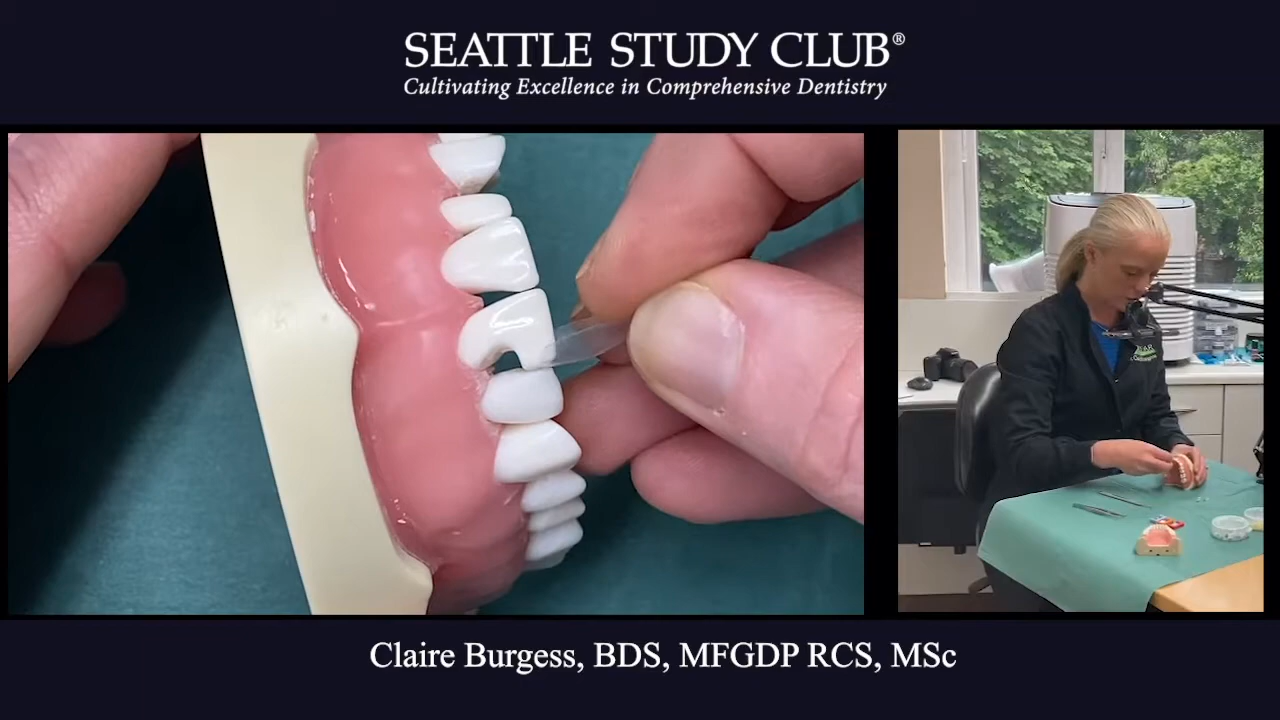 SEATTLE STUDY CLUB®
Cultivating Excellence in Comprehensive Dentistry
Claire Burgess, BDS, MFGDP RCS, MSc